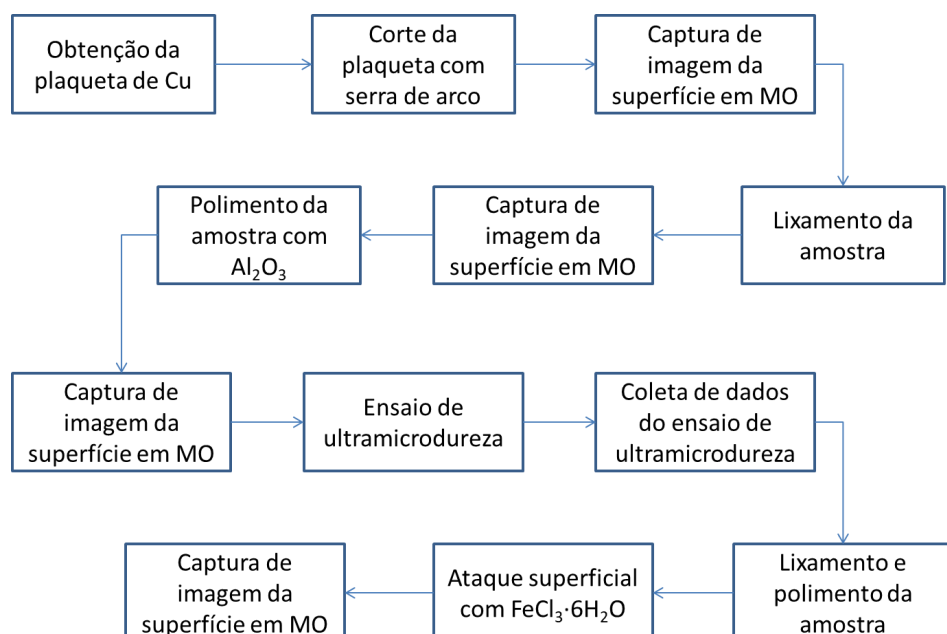 Obtenção da
plaqueta de Cu
Corte da
plaqueta com
serra de arco
Captura de
imagem da
superfície em MO
Lixamento da
amostra
Captura de
imagem da
superfície em MO
Polimento da
amostra com
Al₂O₃
Captura de
imagem da
superfície em MO
Ensaio de
ultramicrodureza
Coleta de dados
do ensaio de
ultramicrodureza
Lixamento e
polimento da
amostra
Ataque superficial
com FeCl₃·6H₂O
Captura de
imagem da
superfície em MO